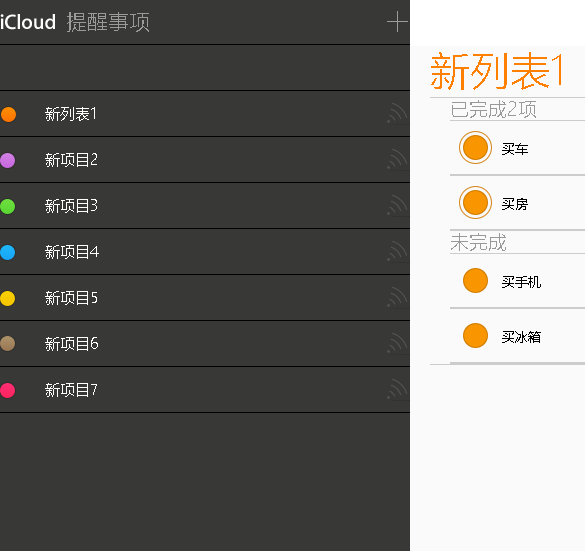 iCloud 提醒事项
新列表1
新项目2
新项目3
新项目4
新项目5
新项目6
新项目7
新列表1
已完成2项
买车
买房
未完成
买手机
买冰箱